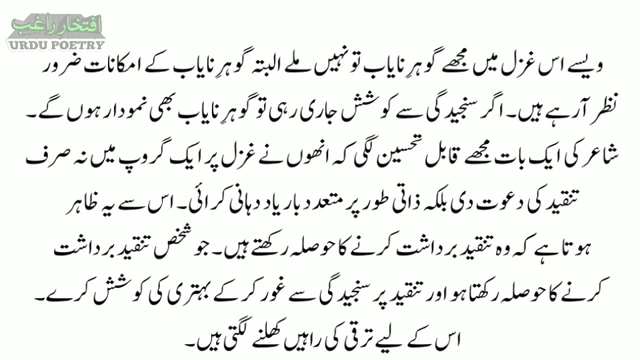 افتخار راغب
URDU POETRY
ویسے اس غزل میں مجھے گوہرِ نایاب تو نہیں ملے البتہ گوہرِ نایاب کے امکانات ضرور
نظر آرہے ہیں۔ اگر سنجیدگی سے کوشش جاری رہی تو گوہرِ نایاب بھی نمودار ہوں گے۔
شاعر کی ایک بات مجھے قابل تحسین لگی کہ انھوں نے غزل پر ایک گروپ میں نہ صرف
تنقید کی دعوت دی بلکہ ذاتی طور پر متعدد بار یاد دہانی کرائی۔ اس سے یہ ظاہر
ہوتا ہے کہ وہ تنقید برداشت کرنے کا حوصلہ رکھتے ہیں۔ جو شخص تنقید برداشت
کرنے کا حوصلہ رکھتا ہو اور تنقید پر سنجیدگی سے غور کر کے بہتری کی کوشش کرے۔
اس کے لیے ترقی کی راہیں کھلنے لگتی ہیں۔